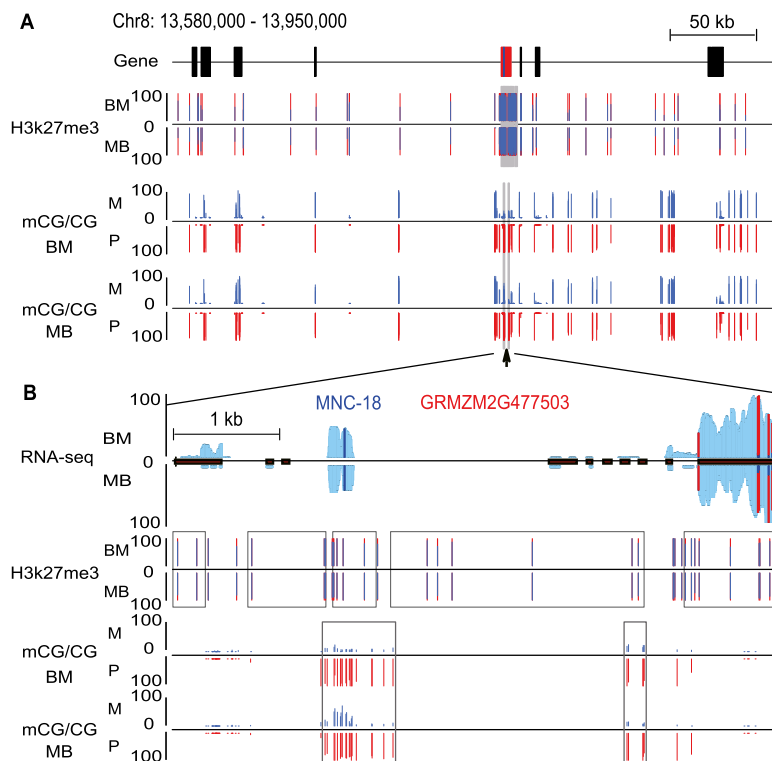 A
Chr8: 13,580,000 - 13,950,000
50 kb
Gene
H3k27me3
BM
MB
100
0
100
mCG/CG
BM
M
P
100
0
100
mCG/CG
MB
M
P
100
0
100
B
1 kb
MNC-18
GRMZM2G477503
RNA-seq
BM
MB
100
0
100
H3k27me3
BM
MB
100
0
100
mCG/CG
BM
M
P
100
0
100
mCG/CG
MB
M
P
100
0
100